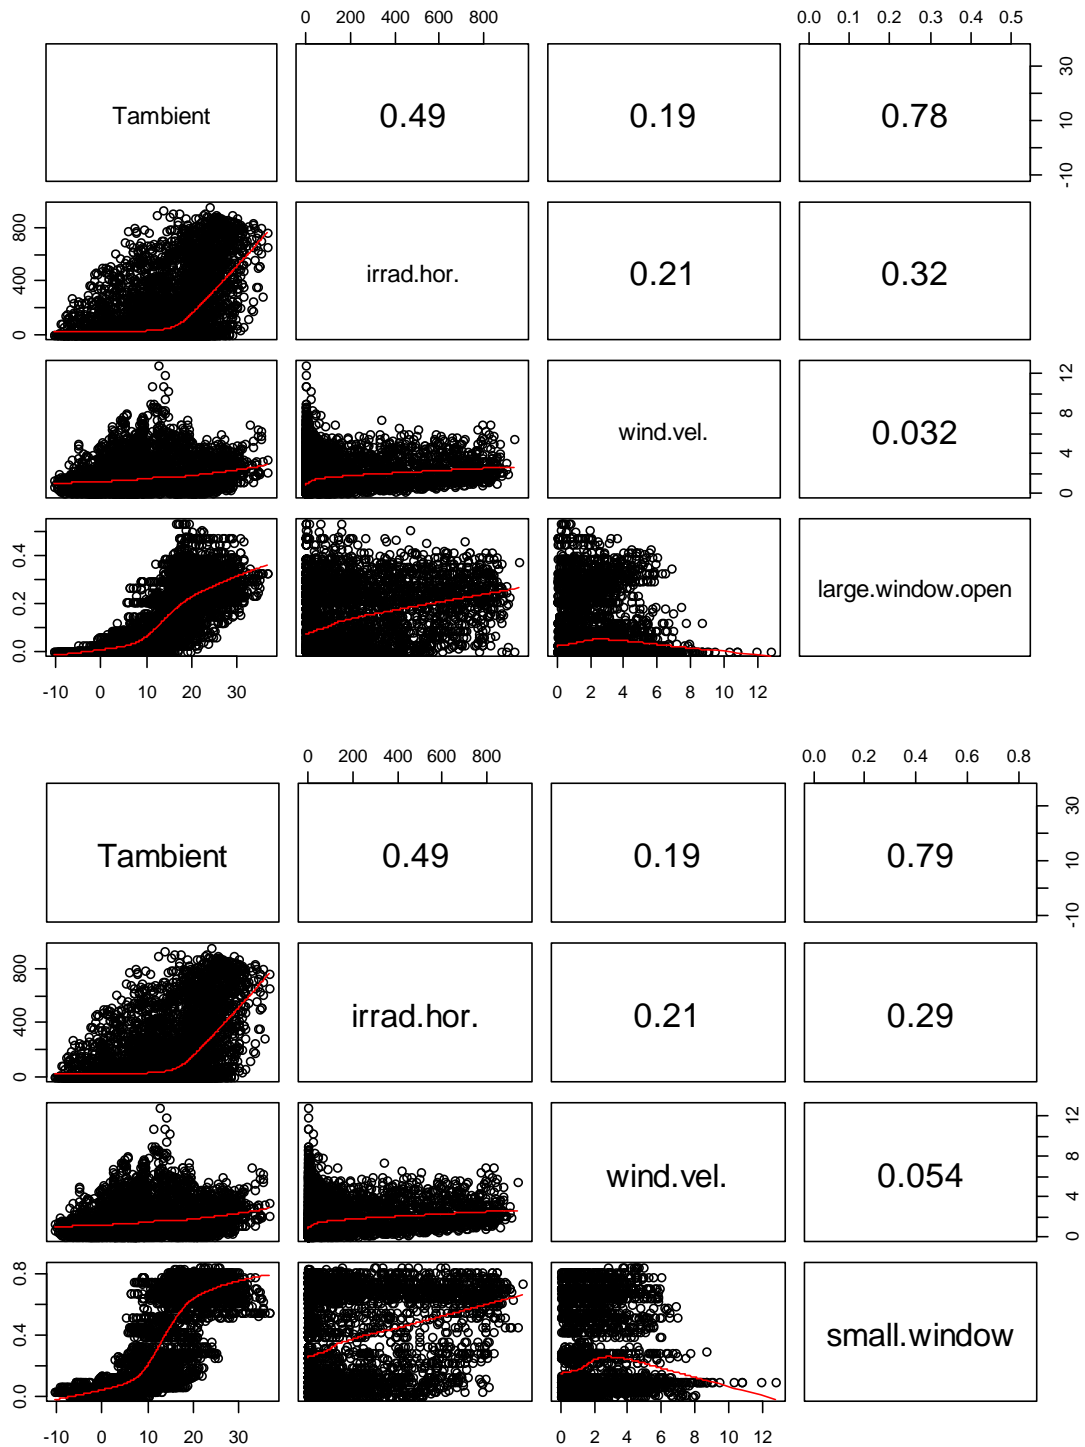 0 200 400 600 800 0.0 0.1 0.2 0.3 0.4 0.5
Tambient 0.49 0.19 0.78 -10 10 30
0 400 800 irrad.hor. 0.21 0.32
wind.vel. 0.032 0 4 8 12
0.0 0.2 0.4 large.window.open
-10 0 10 20 30 0 2 4 6 8 10 12
0 200 400 600 800 0.0 0.2 0.4 0.6 0.8
Tambient 0.49 0.19 0.79 -10 10 30
0 400 800 irrad.hor. 0.21 0.29
wind.vel. 0.054 0 4 8 12
0.0 0.4 0.8 small.window
-10 0 10 20 30 0 2 4 6 8 10 12